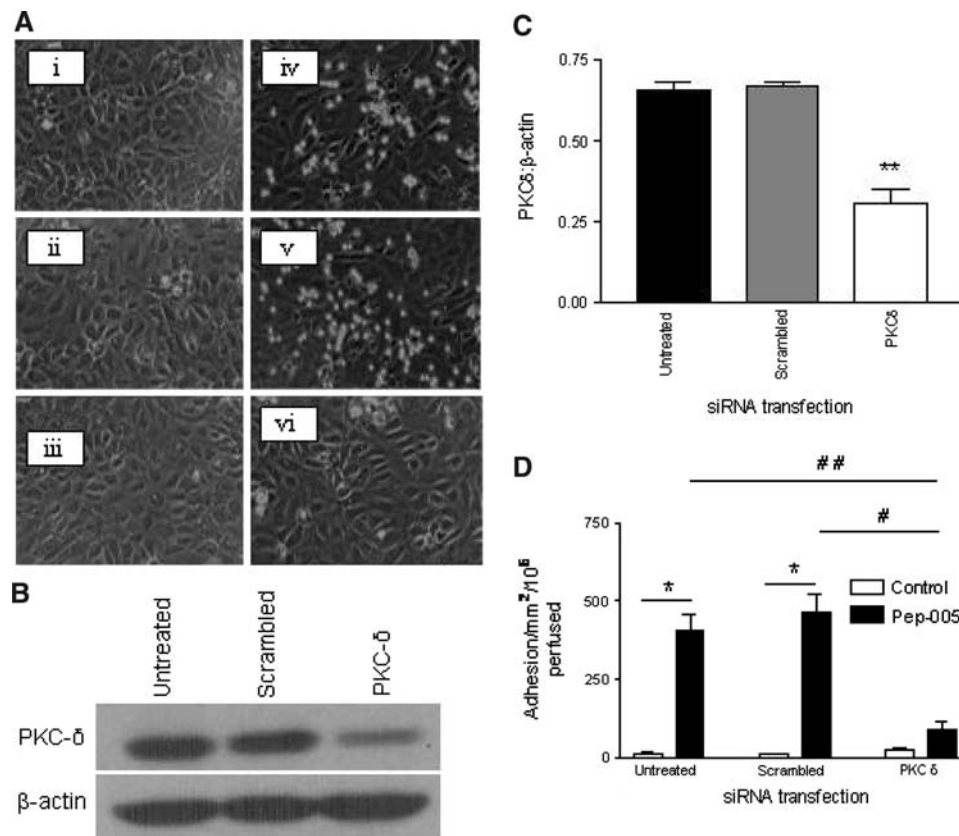 A
i
iv
ii
v
iii
vi
B
Untreated
Scrambled
PKC-δ
PKC-δ
β-actin
C
PKCδ:β-actin
0.75
0.50
0.25
0.00
**
Untreated
Scrambled
PKCδ
siRNA transfection
D
##
#
* *
Adhesion/mm²/10⁶
perfused
750
500
250
0
Control
Pep-005
Untreated Scrambled PKC δ
siRNA transfection